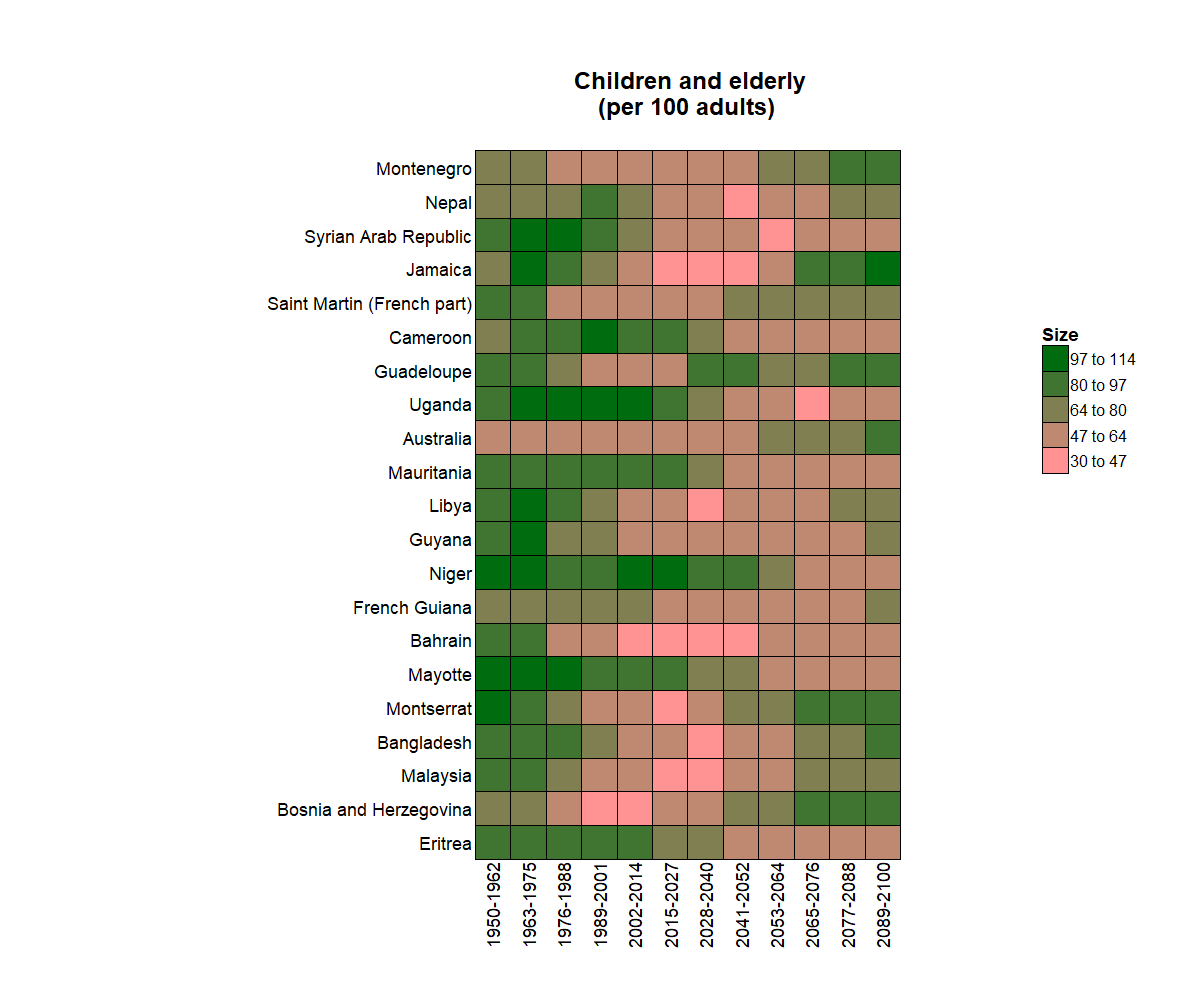 Children and elderly
(per 100 adults)
Montenegro
Nepal
Syrian Arab Republic
Jamaica
Saint Martin (French part)
Cameroon
Guadeloupe
Uganda
Australia
Mauritania
Libya
Guyana
Niger
French Guiana
Bahrain
Mayotte
Montserrat
Bangladesh
Malaysia
Bosnia and Herzegovina
Eritrea
1950-1962
1963-1975
1976-1988
1989-2001
2002-2014
2015-2027
2028-2040
2041-2052
2053-2064
2065-2076
2077-2088
2089-2100
Size
97 to 114
80 to 97
64 to 80
47 to 64
30 to 47